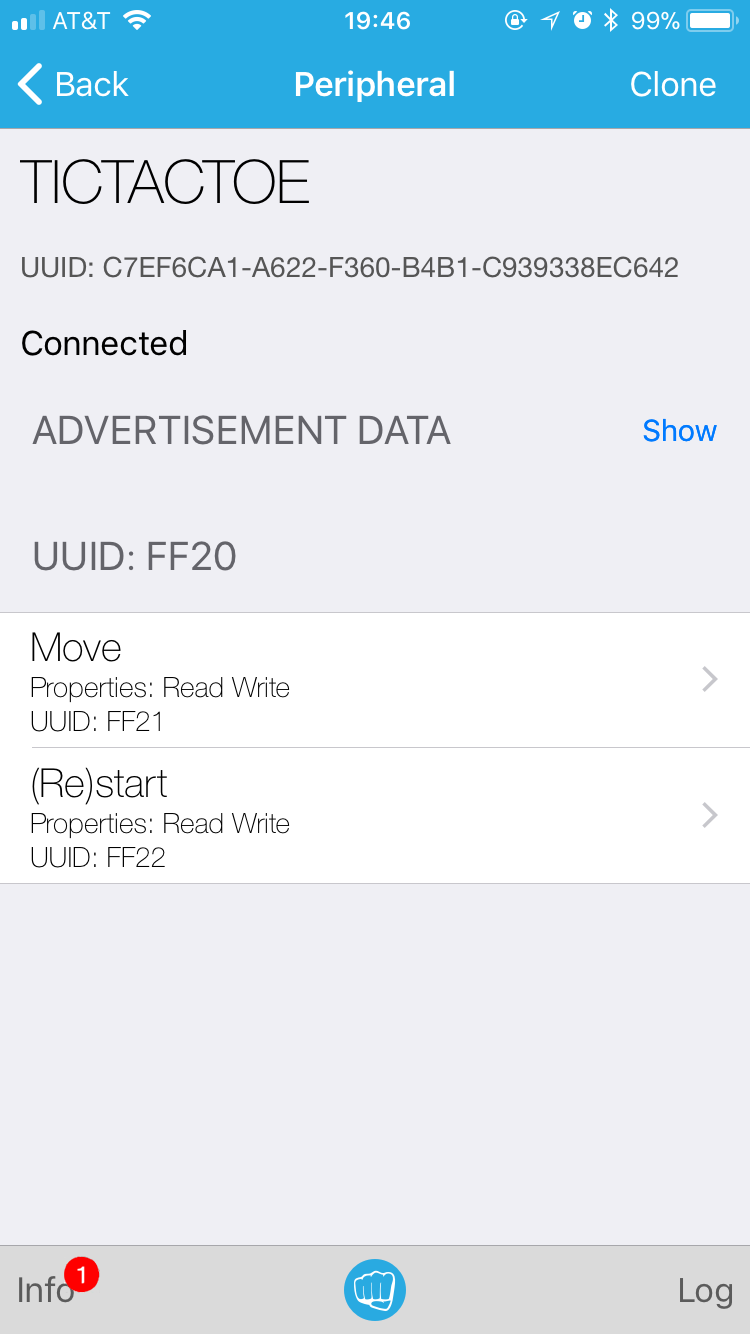 AT&T 19:46 99%
Back Peripheral Clone
TICTACTOE
UUID: C7EF6CA1-A622-F360-B4B1-C939338EC642
Connected
ADVERTISEMENT DATA Show
UUID: FF20
Move
Properties: Read Write
UUID: FF21
(Re)start
Properties: Read Write
UUID: FF22
Info 1 Log